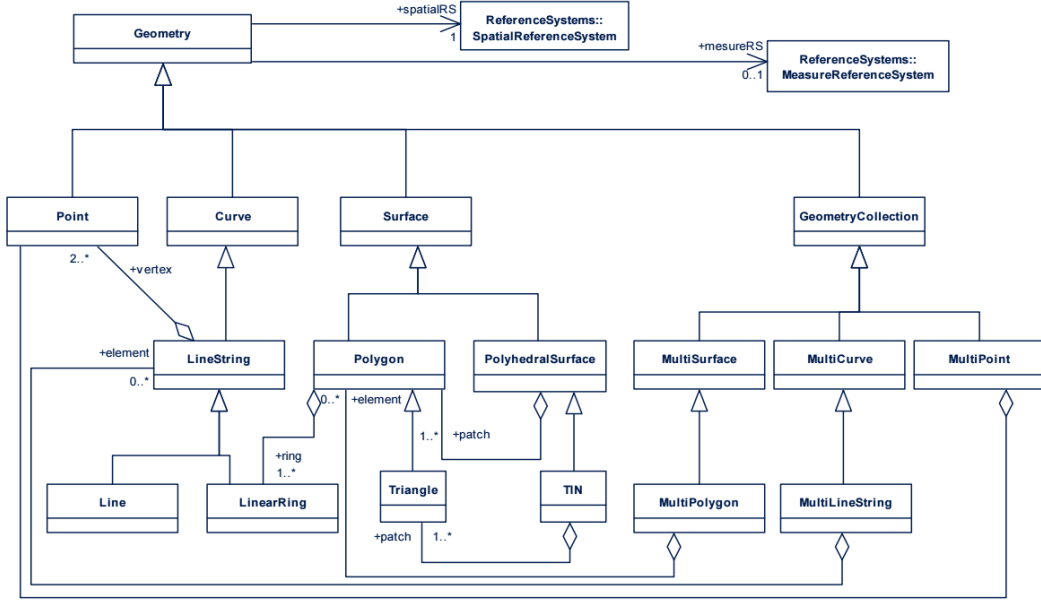 Geometry
+spatialRS
1
ReferenceSystems::
SpatialReferenceSystem
+mesureRS
0..1
ReferenceSystems::
MeasureReferenceSystem
Point
Curve
Surface
GeometryCollection
2..*
+vertex
+element
0..*
LineString
Polygon
PolyhedralSurface
MultiSurface
MultiCurve
MultiPoint
0..*
+element
1..*
+patch
+ring
1..*
Line
LinearRing
Triangle
TIN
MultiPolygon
MultiLineString
+patch
1..*